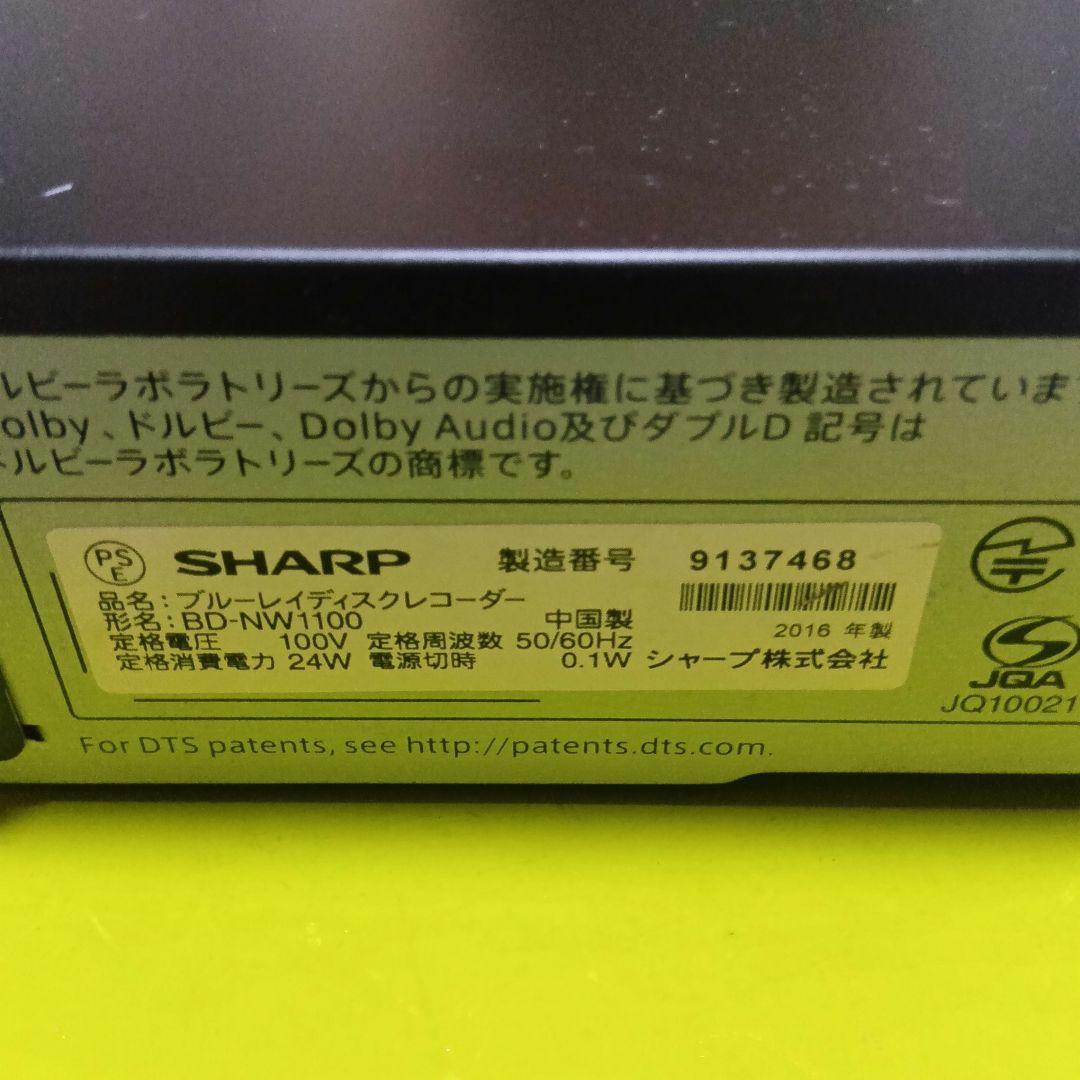 ルビーラボラトリーズからの実施権に基づき製造されていま
olby、ドルビー、Dolby Audio及びダブルD 記号は
ドルビーラボラトリーズの商標です。
PS
E
SHARP 製造番号 9137468
品名:ブルーレイディスクレコーダー
形名:BD-NW1100 中国製
2016 年製
定格電圧 100V 定格周波数 50/60Hz
定格消費電力 24W 電源切時 0.1W シャープ株式会社
JQA
JQ10021
For DTS patents, see http://patents.dts.com.